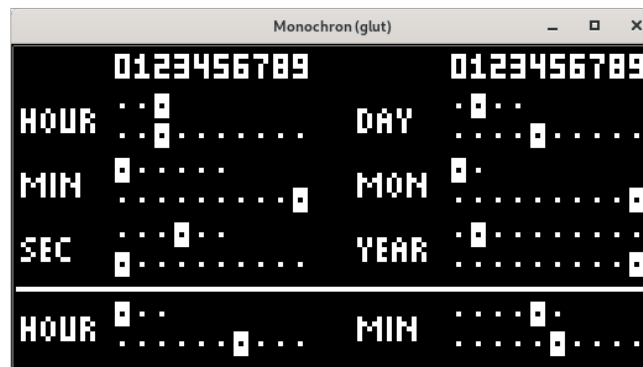 Monochron (glut)
0123456789 0123456789
HOUR DAY
MIN MON
SEC YEAR
HOUR MIN